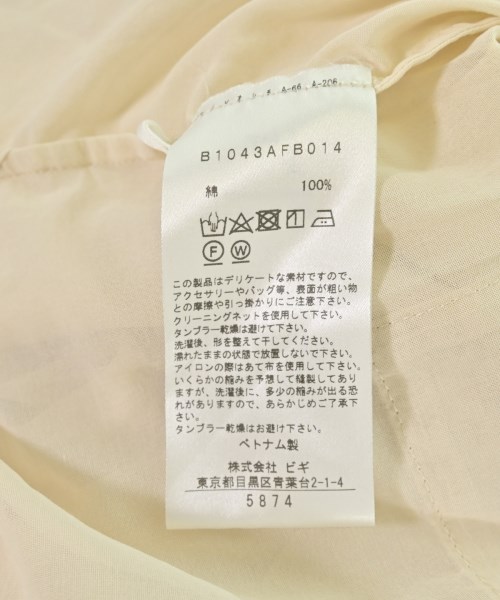 A-66 A-206
B1043AFB014
綿 100%
F W
この製品はデリケートな素材ですので、
アクセサリーやバッグ等、表面が粗い物
との摩擦や引っ掛かりにご注意下さい。
クリーニングネットを使用して下さい。
タンブラー乾燥は避けて下さい。
洗濯後、形を整えて干してください。
濡れたままの状態で放置しないで下さい。
アイロンの際はあて布を使用して下さい。
いくらかの縮みを予想して縫製してあり
ますが、洗濯後に、多少の縮みが出る恐
れがありますので、あらかじめご了承下
さい。
タンブラー乾燥はお避け下さい。
ベトナム製
株式会社 ビギ
東京都目黒区青葉台2-1-4
5874